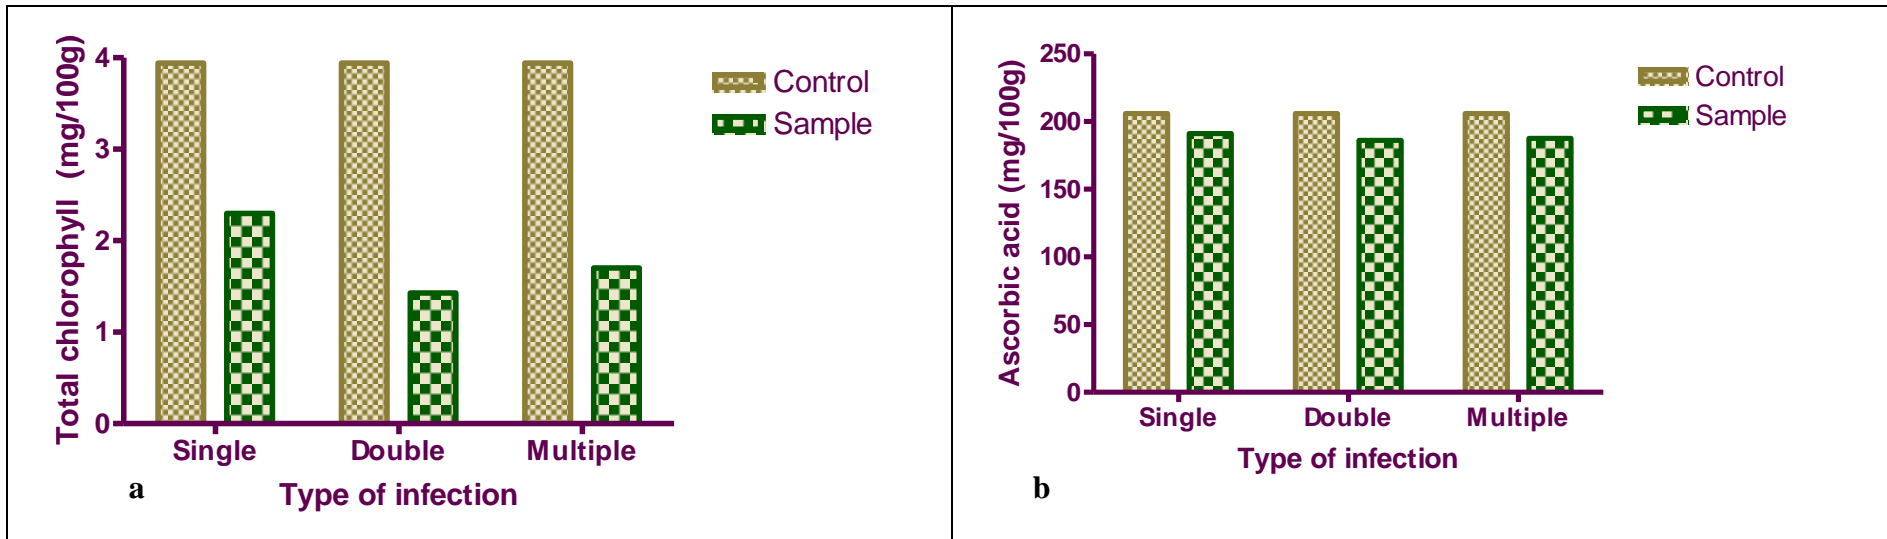 Total chlorophyll (mg/100g)
4
3
2
1
0
Single Double Multiple
Type of infection
Control
Sample
a
Ascorbic acid (mg/100g)
250
200
150
100
50
0
Single Double Multiple
Type of infection
Control
Sample
b